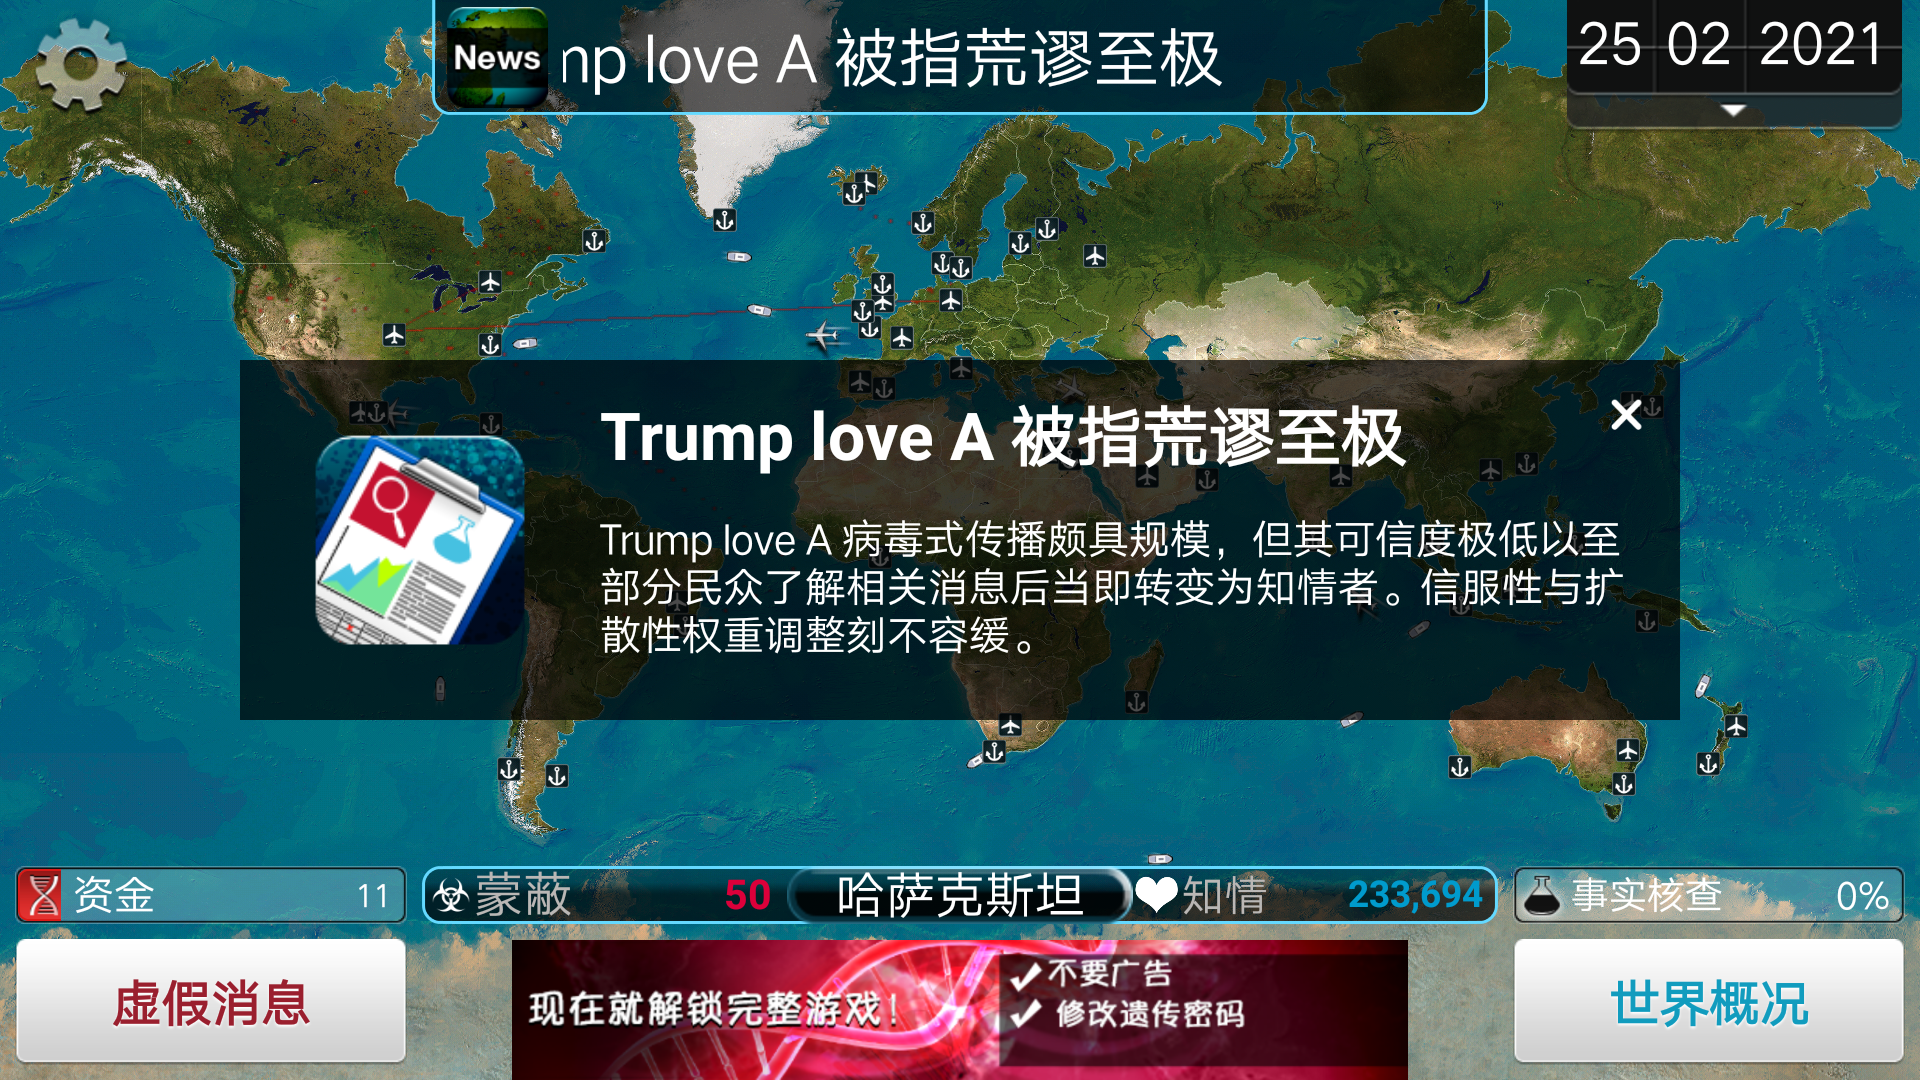 News
mp love A 被指荒谬至极
25 02 2021
Trump love A 被指荒谬至极
Trump love A 病毒式传播颇具规模，但其可信度极低以至
部分民众了解相关消息后当即转变为知情者。信服性与扩
散性权重调整刻不容缓。
资金 11
蒙蔽 50
哈萨克斯坦
知情 233,694
事实核查 0%
虚假消息
现在就解锁完整游戏！
不要广告
修改遗传密码
世界概况